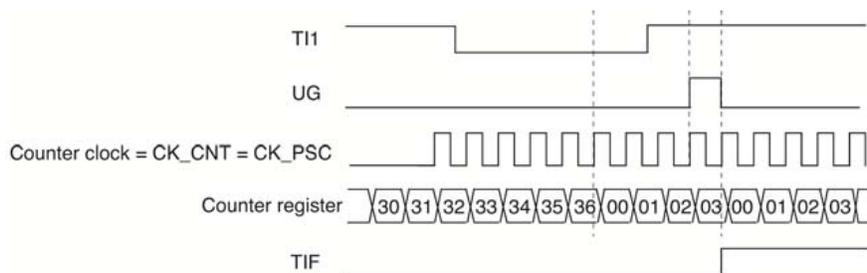 TI1
UG
Counter clock = CK_CNT = CK_PSC
Counter register 30 31 32 33 34 35 36 00 01 02 03 00 01 02 03
TIF